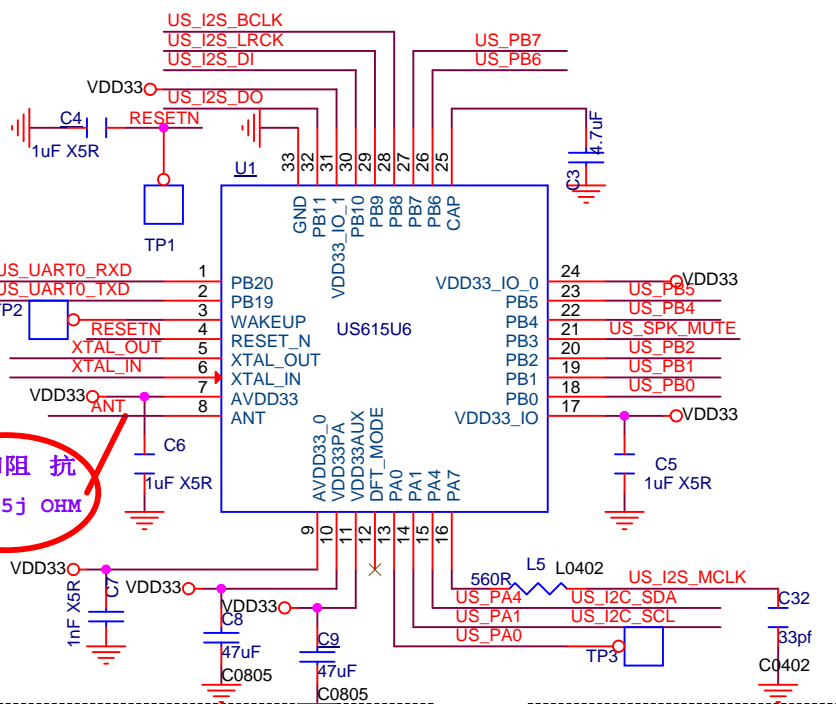 US_I2S_BCLK
US_I2S_LRCK
US_I2S_DI
US_PB7
US_PB6
VDD33
US_I2S_DO
C4
RESETN
1uF X5R
U1
33
32
31
30
29
28
27
26
25
4.7uF
C3
TP1
GND
PB11
VDD33_IO_1
PB10
PB9
PB8
PB7
PB6
CAP
US_UART0_RXD
1
PB20
US_UART0_TXD
2
PB19
TP2
3
WAKEUP
RESETN
4
RESET_N
XTAL_OUT
5
XTAL_OUT
XTAL_IN
6
XTAL_IN
VDD33
7
AVDD33
ANT
8
ANT
US615U6
VDD33_IO_0
24
VDD33
PB5
23
US_PB5
PB4
22
US_PB4
PB3
21
US_SPK_MUTE
PB2
20
US_PB2
PB1
19
US_PB1
PB0
18
US_PB0
VDD33_IO
17
VDD33
阻 抗
5j OHM
C6
1uF X5R
C5
1uF X5R
AVDD33_0
VDD33PA
VDD33AUX
DFT_MODE
PA0
PA1
PA4
PA7
9
10
11
12
13
14
15
16
VDD33
C7
1nF X5R
VDD33
C8
47uF
C0805
VDD33
C9
47uF
C0805
L5
L0402
560R
US_I2S_MCLK
US_PA4
US_I2C_SDA
US_PA1
US_I2C_SCL
US_PA0
TP3
C32
33pf
C0402